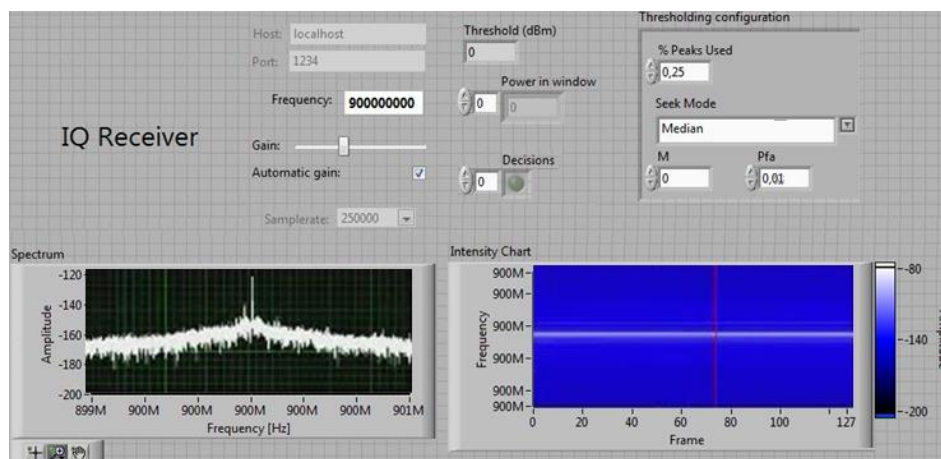 Host: localhost
Port: 1234
Frequency: 900000000
IQ Receiver
Gain:
Automatic gain:
Samplerate: 250000
Threshold (dBm)
0
Power in window
0 0
Decisions
0
Thresholding configuration
% Peaks Used
0,25
Seek Mode
Median
M Pfa
0 0,01
Spectrum
-120
-140
-160
-180
-200
Amplitude
899M 900M 900M 900M 900M 900M 901M
Frequency [Hz]
Intensity Chart
900M
900M
900M
900M
900M
900M
Frequency
0 20 40 60 80 100 127
Frame
-80
-140
-200